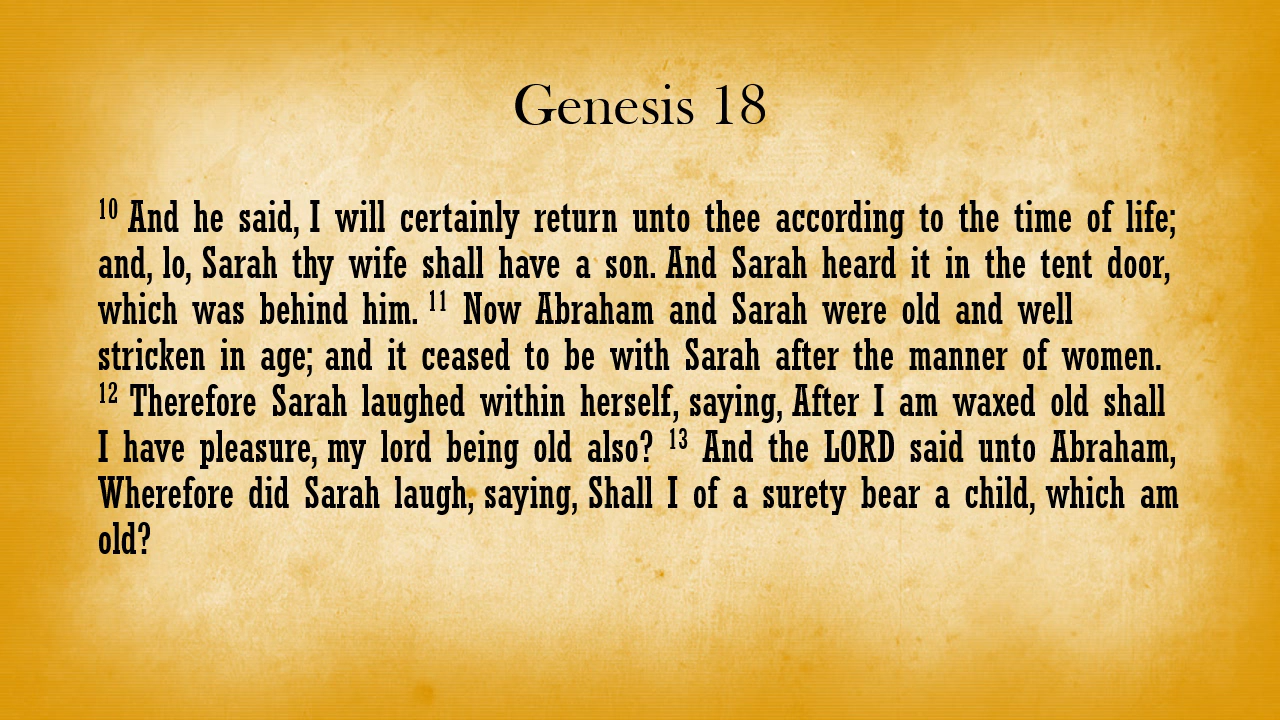 Genesis 18
10 And he said, I will certainly return unto thee according to the time of life;
and, lo, Sarah thy wife shall have a son. And Sarah heard it in the tent door,
which was behind him. 11 Now Abraham and Sarah were old and well
stricken in age; and it ceased to be with Sarah after the manner of women.
12 Therefore Sarah laughed within herself, saying, After I am waxed old shall
I have pleasure, my lord being old also? 13 And the LORD said unto Abraham,
Wherefore did Sarah laugh, saying, Shall I of a surety bear a child, which am
old?